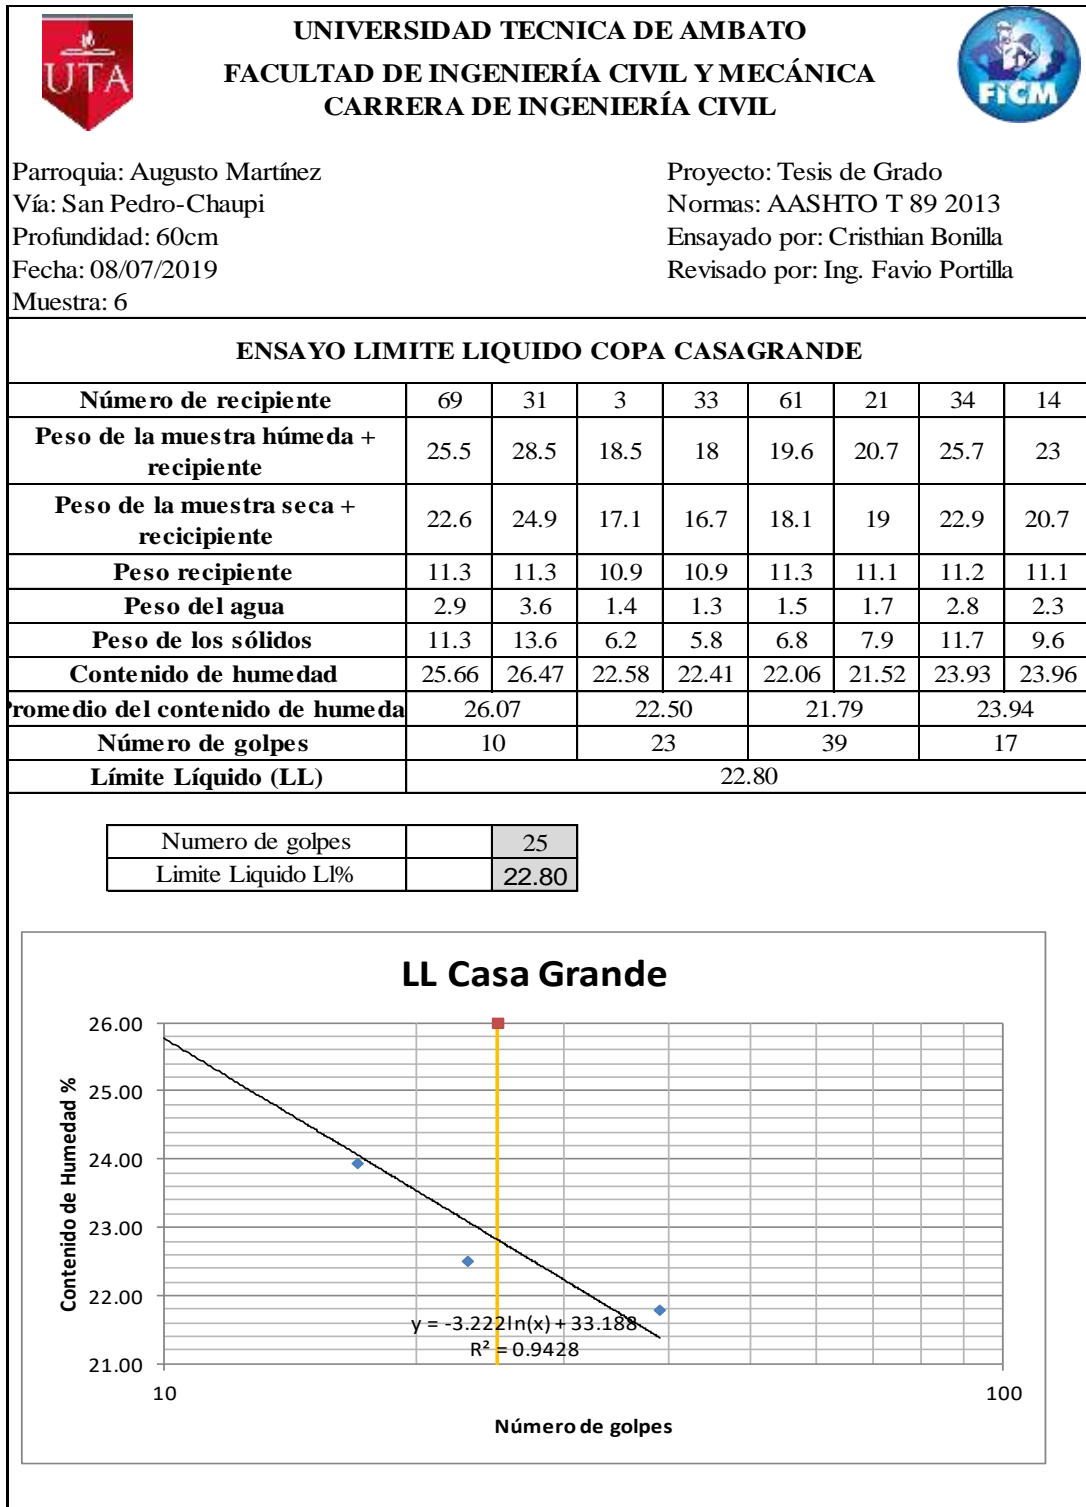 UTA
UNIVERSIDAD TECNICA DE AMBATO
FACULTAD DE INGENIERÍA CIVIL Y MECÁNICA
CARRERA DE INGENIERÍA CIVIL
FICM
Parroquia: Augusto Martínez
Vía: San Pedro-Chaupi
Profundidad: 60cm
Fecha: 08/07/2019
Muestra: 6
Proyecto: Tesis de Grado
Normas: AASHTO T 89 2013
Ensayado por: Cristhian Bonilla
Revisado por: Ing. Favio Portilla
ENSAYO LIMITE LIQUIDO COPA CASAGRANDE
Número de recipiente 69 31 3 33 61 21 34 14
Peso de la muestra húmeda +
recipiente 25.5 28.5 18.5 18 19.6 20.7 25.7 23
Peso de la muestra seca +
recicipiente 22.6 24.9 17.1 16.7 18.1 19 22.9 20.7
Peso recipiente 11.3 11.3 10.9 10.9 11.3 11.1 11.2 11.1
Peso del agua 2.9 3.6 1.4 1.3 1.5 1.7 2.8 2.3
Peso de los sólidos 11.3 13.6 6.2 5.8 6.8 7.9 11.7 9.6
Contenido de humedad 25.66 26.47 22.58 22.41 22.06 21.52 23.93 23.96
Promedio del contenido de humeda 26.07 22.50 21.79 23.94
Número de golpes 10 23 39 17
Límite Líquido (LL) 22.80
Numero de golpes 25
Limite Liquido Ll% 22.80
LL Casa Grande
26.00
25.00
24.00
23.00
22.00
21.00
Contenido de Humedad %
y = -3.222ln(x) + 33.188
R² = 0.9428
10 100
Número de golpes